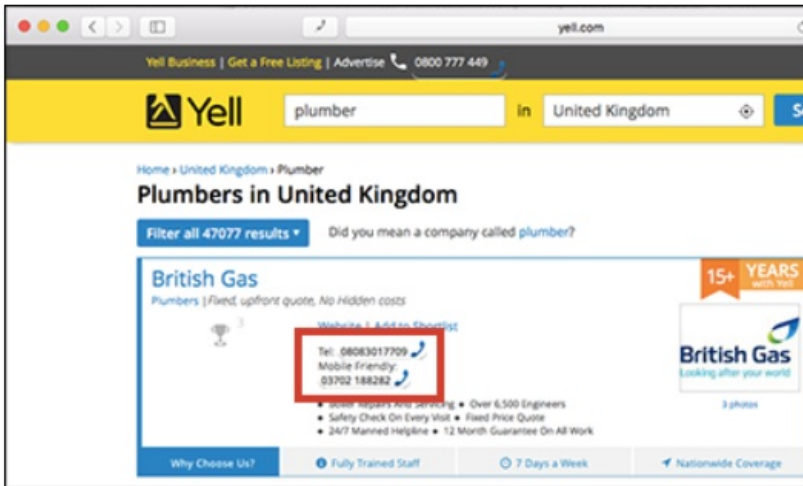 yell.com
Yell Business | Get a Free Listing | Advertise 0800 777 449
Yell
plumber
in
United Kingdom
Home › United Kingdom › Plumber
Plumbers in United Kingdom
Filter all 47077 results
Did you mean a company called plumber?
British Gas
15+ YEARS
with Yell
Plumbers | Fixed, upfront quote, No Hidden costs
3
Website | Add to Shortlist
Tel: 08083017709
Mobile Friendly:
03702 188282
British Gas
Looking after your world
3 photos
• Boiler Repairs And Servicing • Over 6,500 Engineers
• Safety Check On Every Visit • Fixed Price Quote
• 24/7 Manned Helpline • 12 Month Guarantee On All Work
Why Choose Us?
Fully Trained Staff
7 Days a Week
Nationwide Coverage